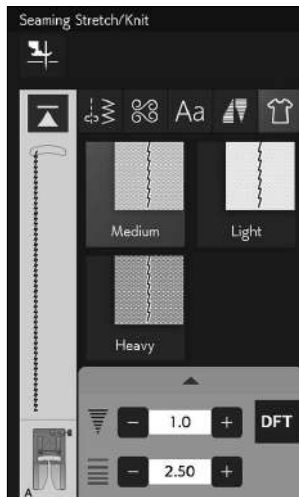 Seaming Stretch/Knit
Aa
Medium Light
Heavy
- 1.0 + DFT
- 2.50 +
A